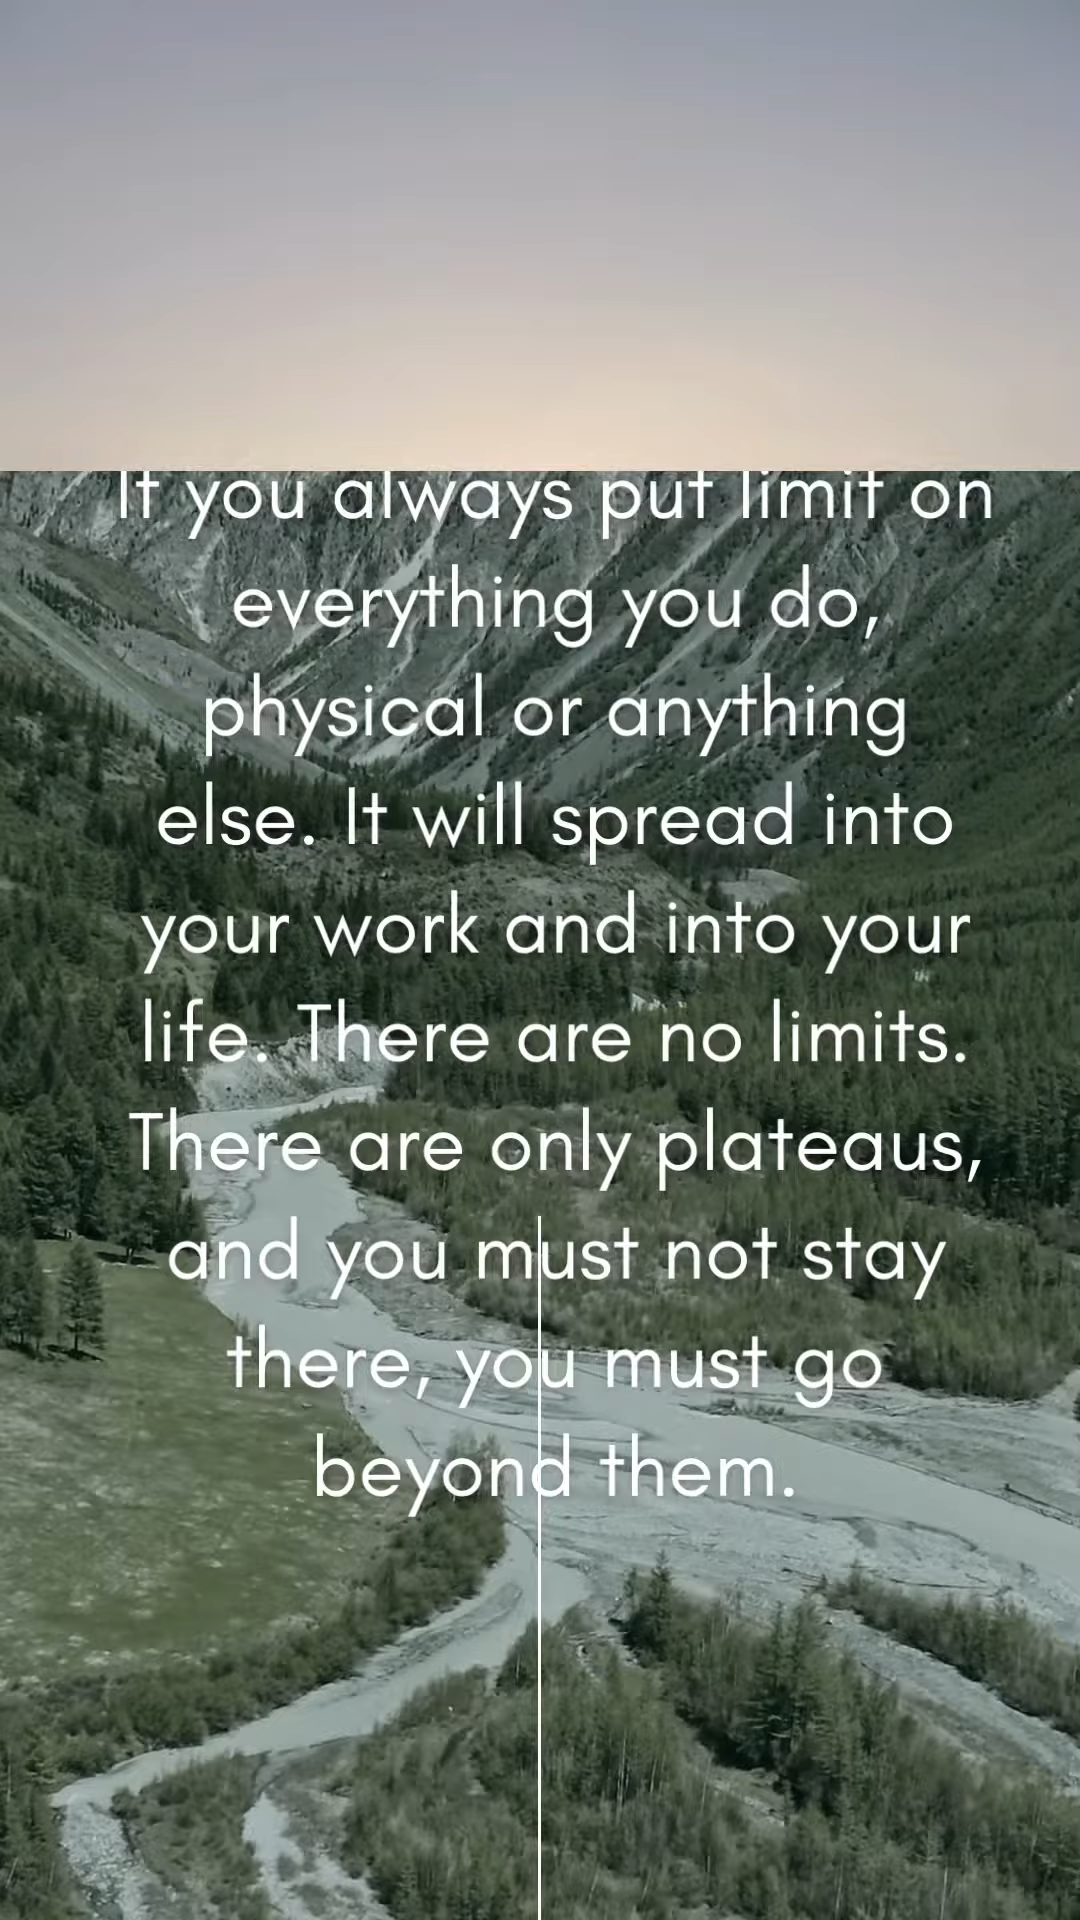 If you always put limit on
everything you do,
physical or anything
else. It will spread into
your work and into your
life. There are no limits.
There are only plateaus,
and you must not stay
there, you must go
beyond them.